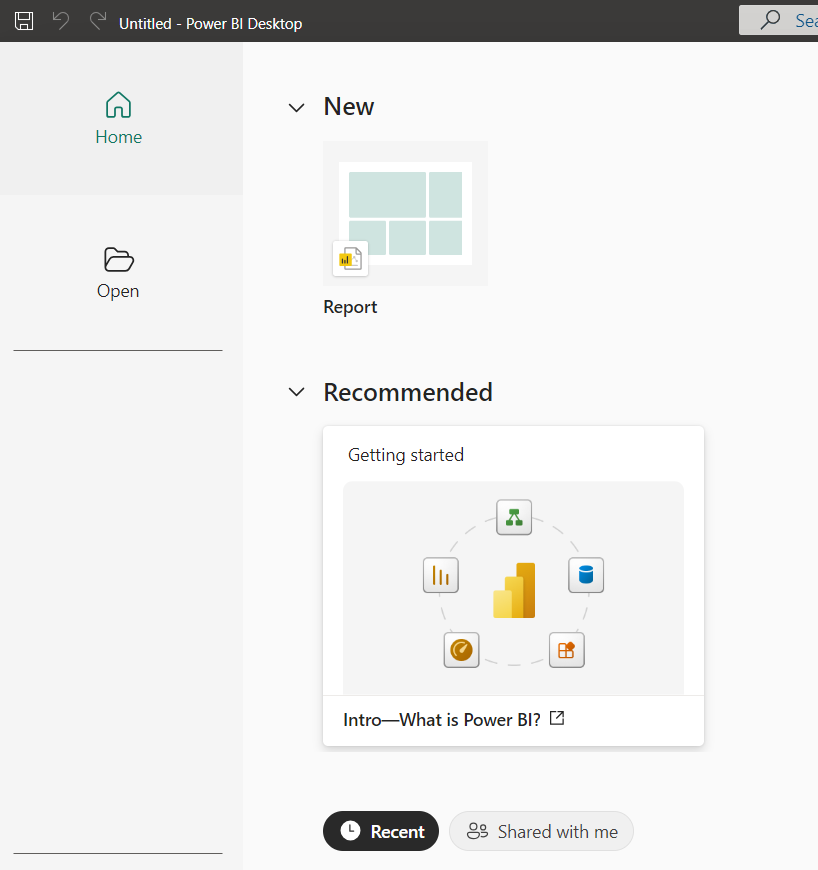 Untitled - Power BI Desktop
Home
Open
New
Report
Recommended
Getting started
Intro—What is Power BI?
Recent
Shared with me